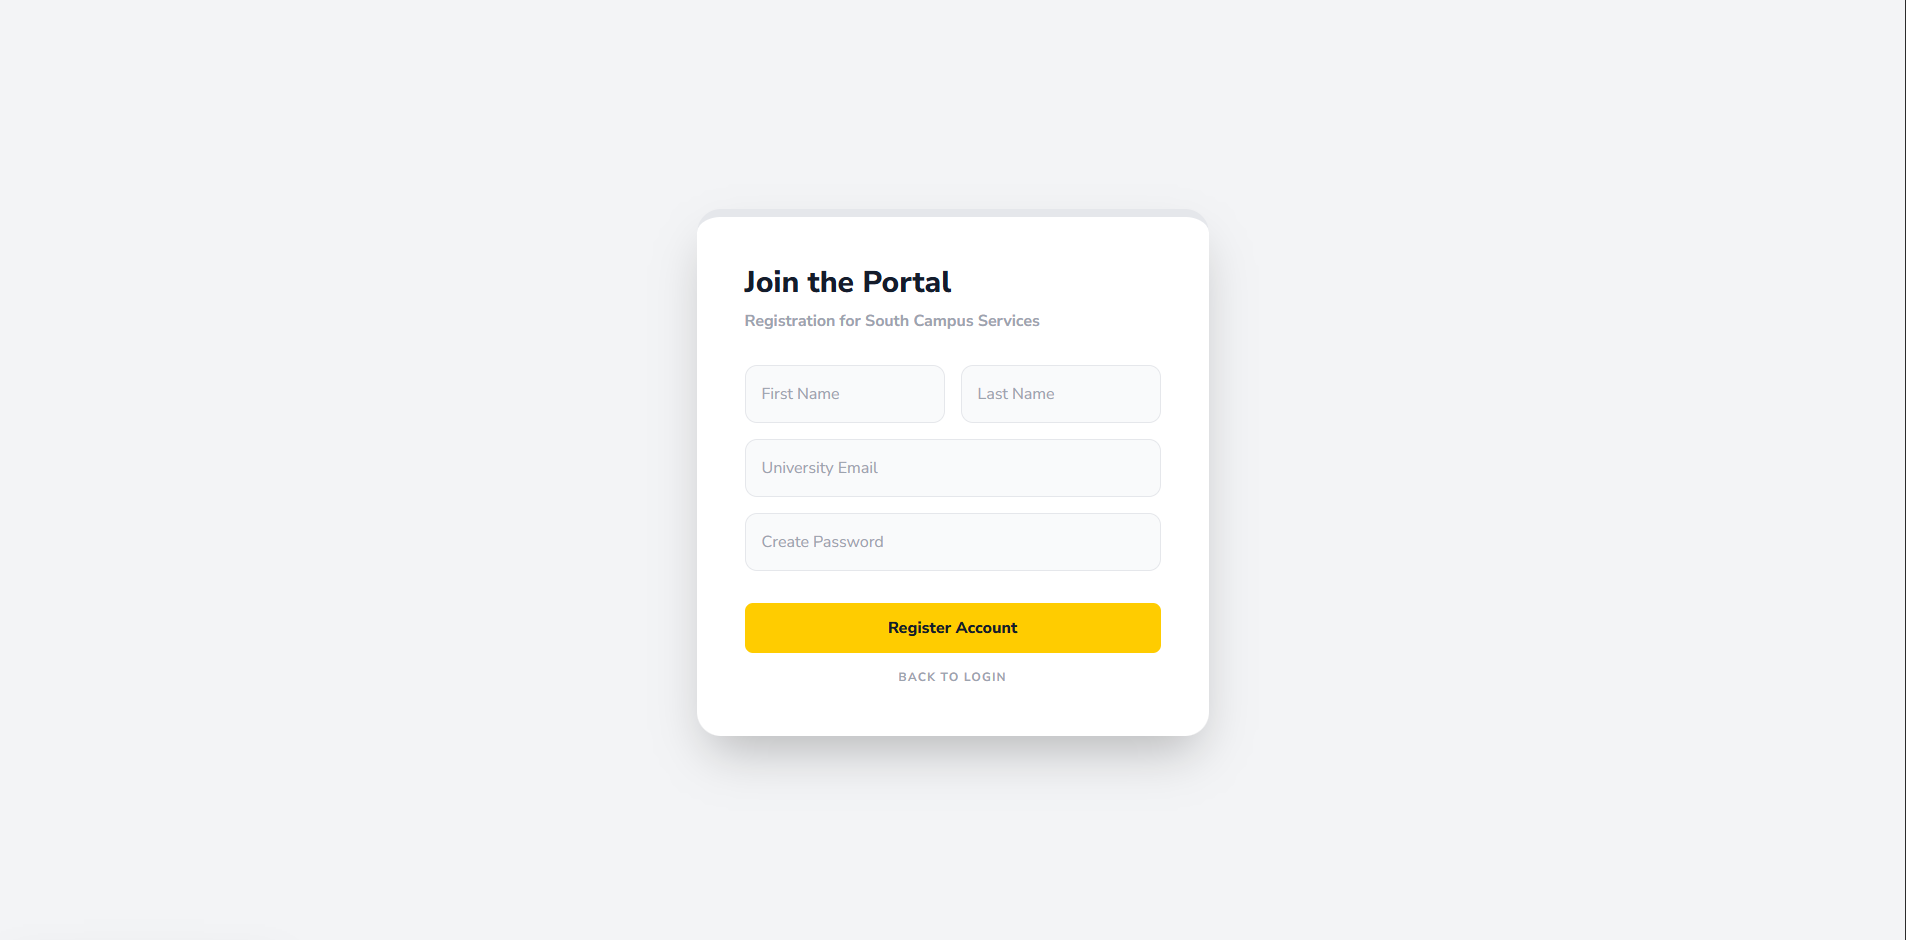 Join the Portal
Registration for South Campus Services
First Name
Last Name
University Email
Create Password
Register Account
BACK TO LOGIN